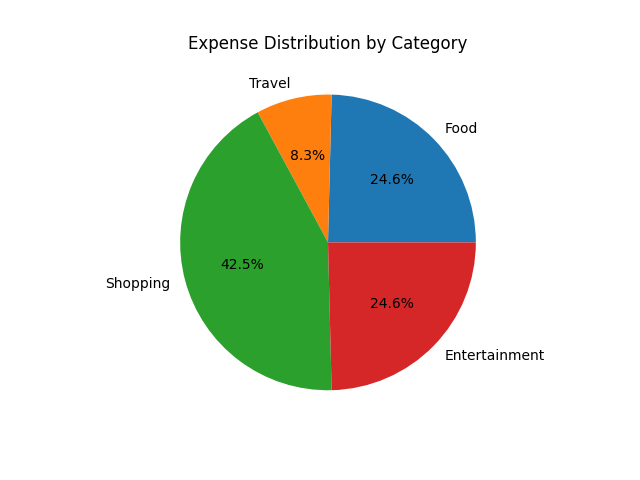 Expense Distribution by Category
Travel
Food
8.3%
24.6%
42.5%
Shopping
24.6%
Entertainment